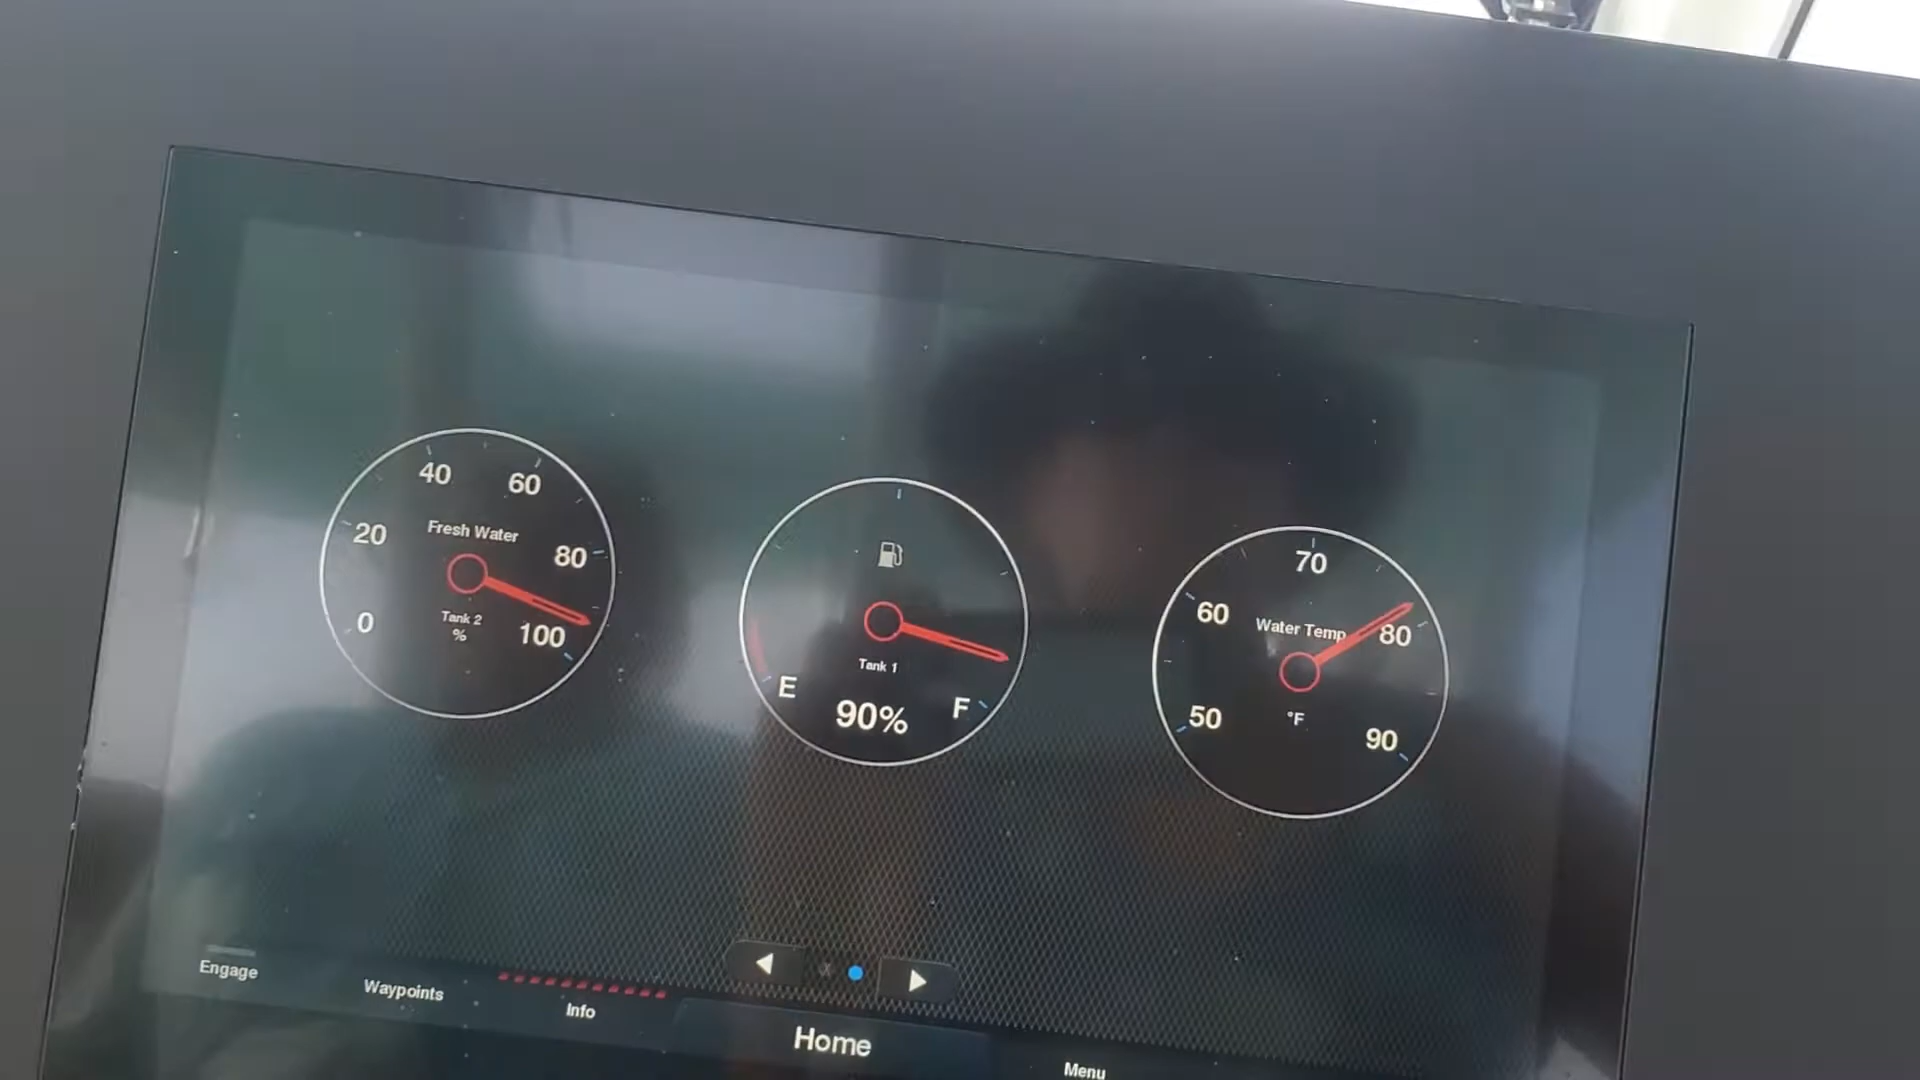 40
60
20
Fresh Water
80
0
Tank 2
%
100
Tank 1
E
F
90%
70
60
Water Temp
80
50
°F
90
Engage
Waypoints
Info
Home
Menu